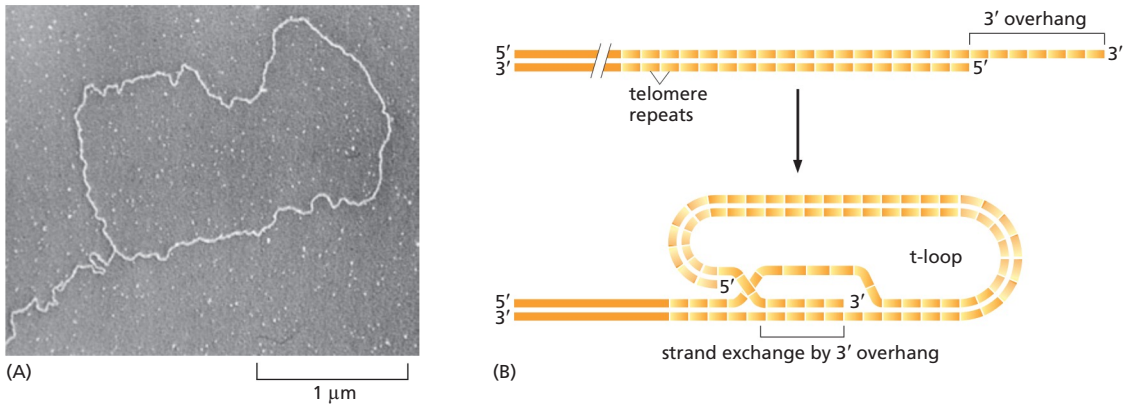 3′ overhang
5′
3′
3′
5′
telomere
repeats
t-loop
5′
5′
3′
3′
strand exchange by 3′ overhang
(A)
1 μm
(B)